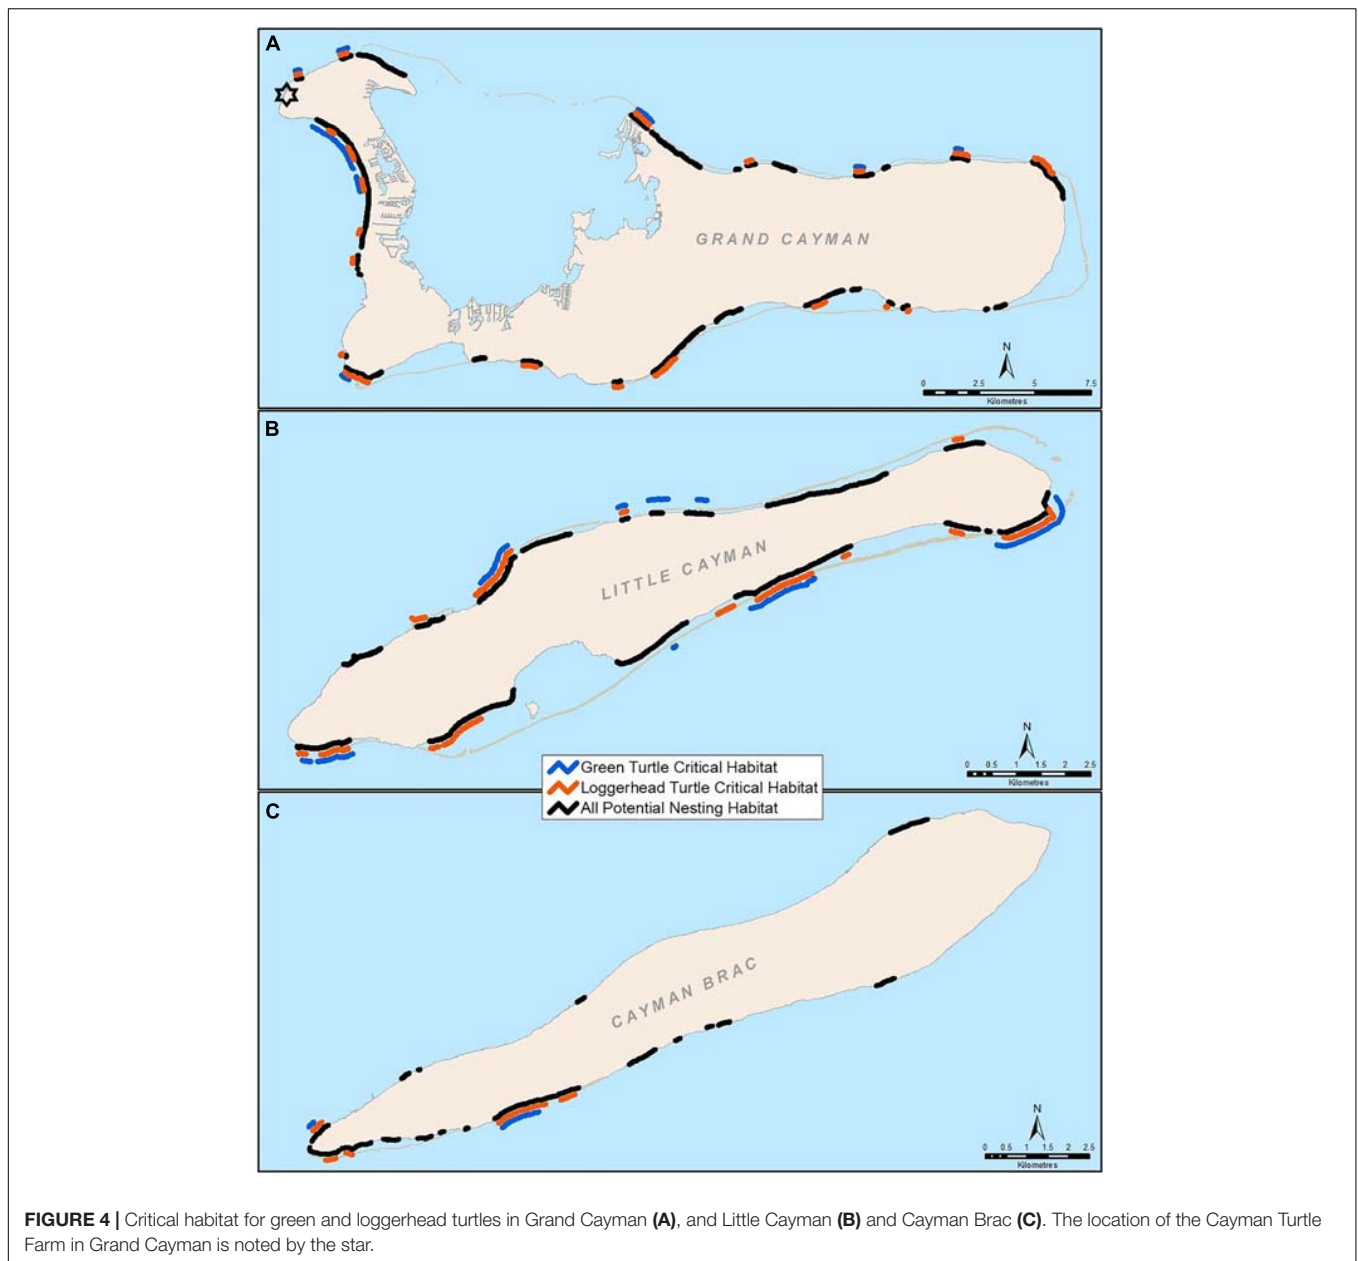 A
GRAND CAYMAN
N
0 2.5 5 7.5
Kilometres
B
LITTLE CAYMAN
N
0 0.5 1 1.5 2 2.5
Kilometres
Green Turtle Critical Habitat
Loggerhead Turtle Critical Habitat
All Potential Nesting Habitat
C
CAYMAN BRAC
N
0 0.5 1 1.5 2 2.5
Kilometres
FIGURE 4 | Critical habitat for green and loggerhead turtles in Grand Cayman (A), and Little Cayman (B) and Cayman Brac (C). The location of the Cayman Turtle
Farm in Grand Cayman is noted by the star.